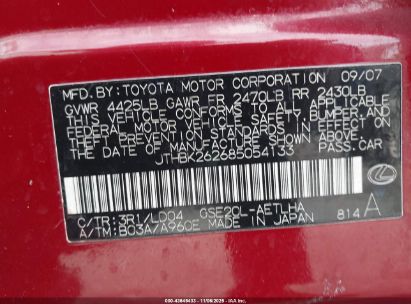 MFD. BY: TOYOTA MOTOR CORPORATION 09/07
GVWR 4425LB GAWR FR 2470LB RR 2430LB
THIS VEHICLE CONFORMS TO ALL APPLICABLE
FEDERAL MOTOR VEHICLE SAFETY, BUMPER, AND
THEFT PREVENTION STANDARDS IN EFFECT ON
THE DATE OF MANUFACTURE SHOWN ABOVE.
JTHBK262685054133 PASS.CAR
C/TR: 3R1/LD04 GSE20L-AETLHA
A/TM: B03A/A960E MADE IN JAPAN 814 A